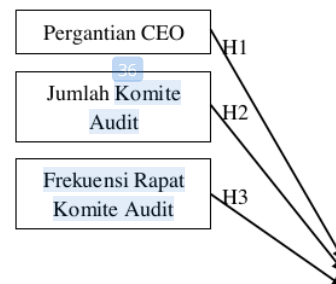 Pergantian CEO
H1
36
Jumlah Komite
Audit
H2
Frekuensi Rapat
Komite Audit
H3